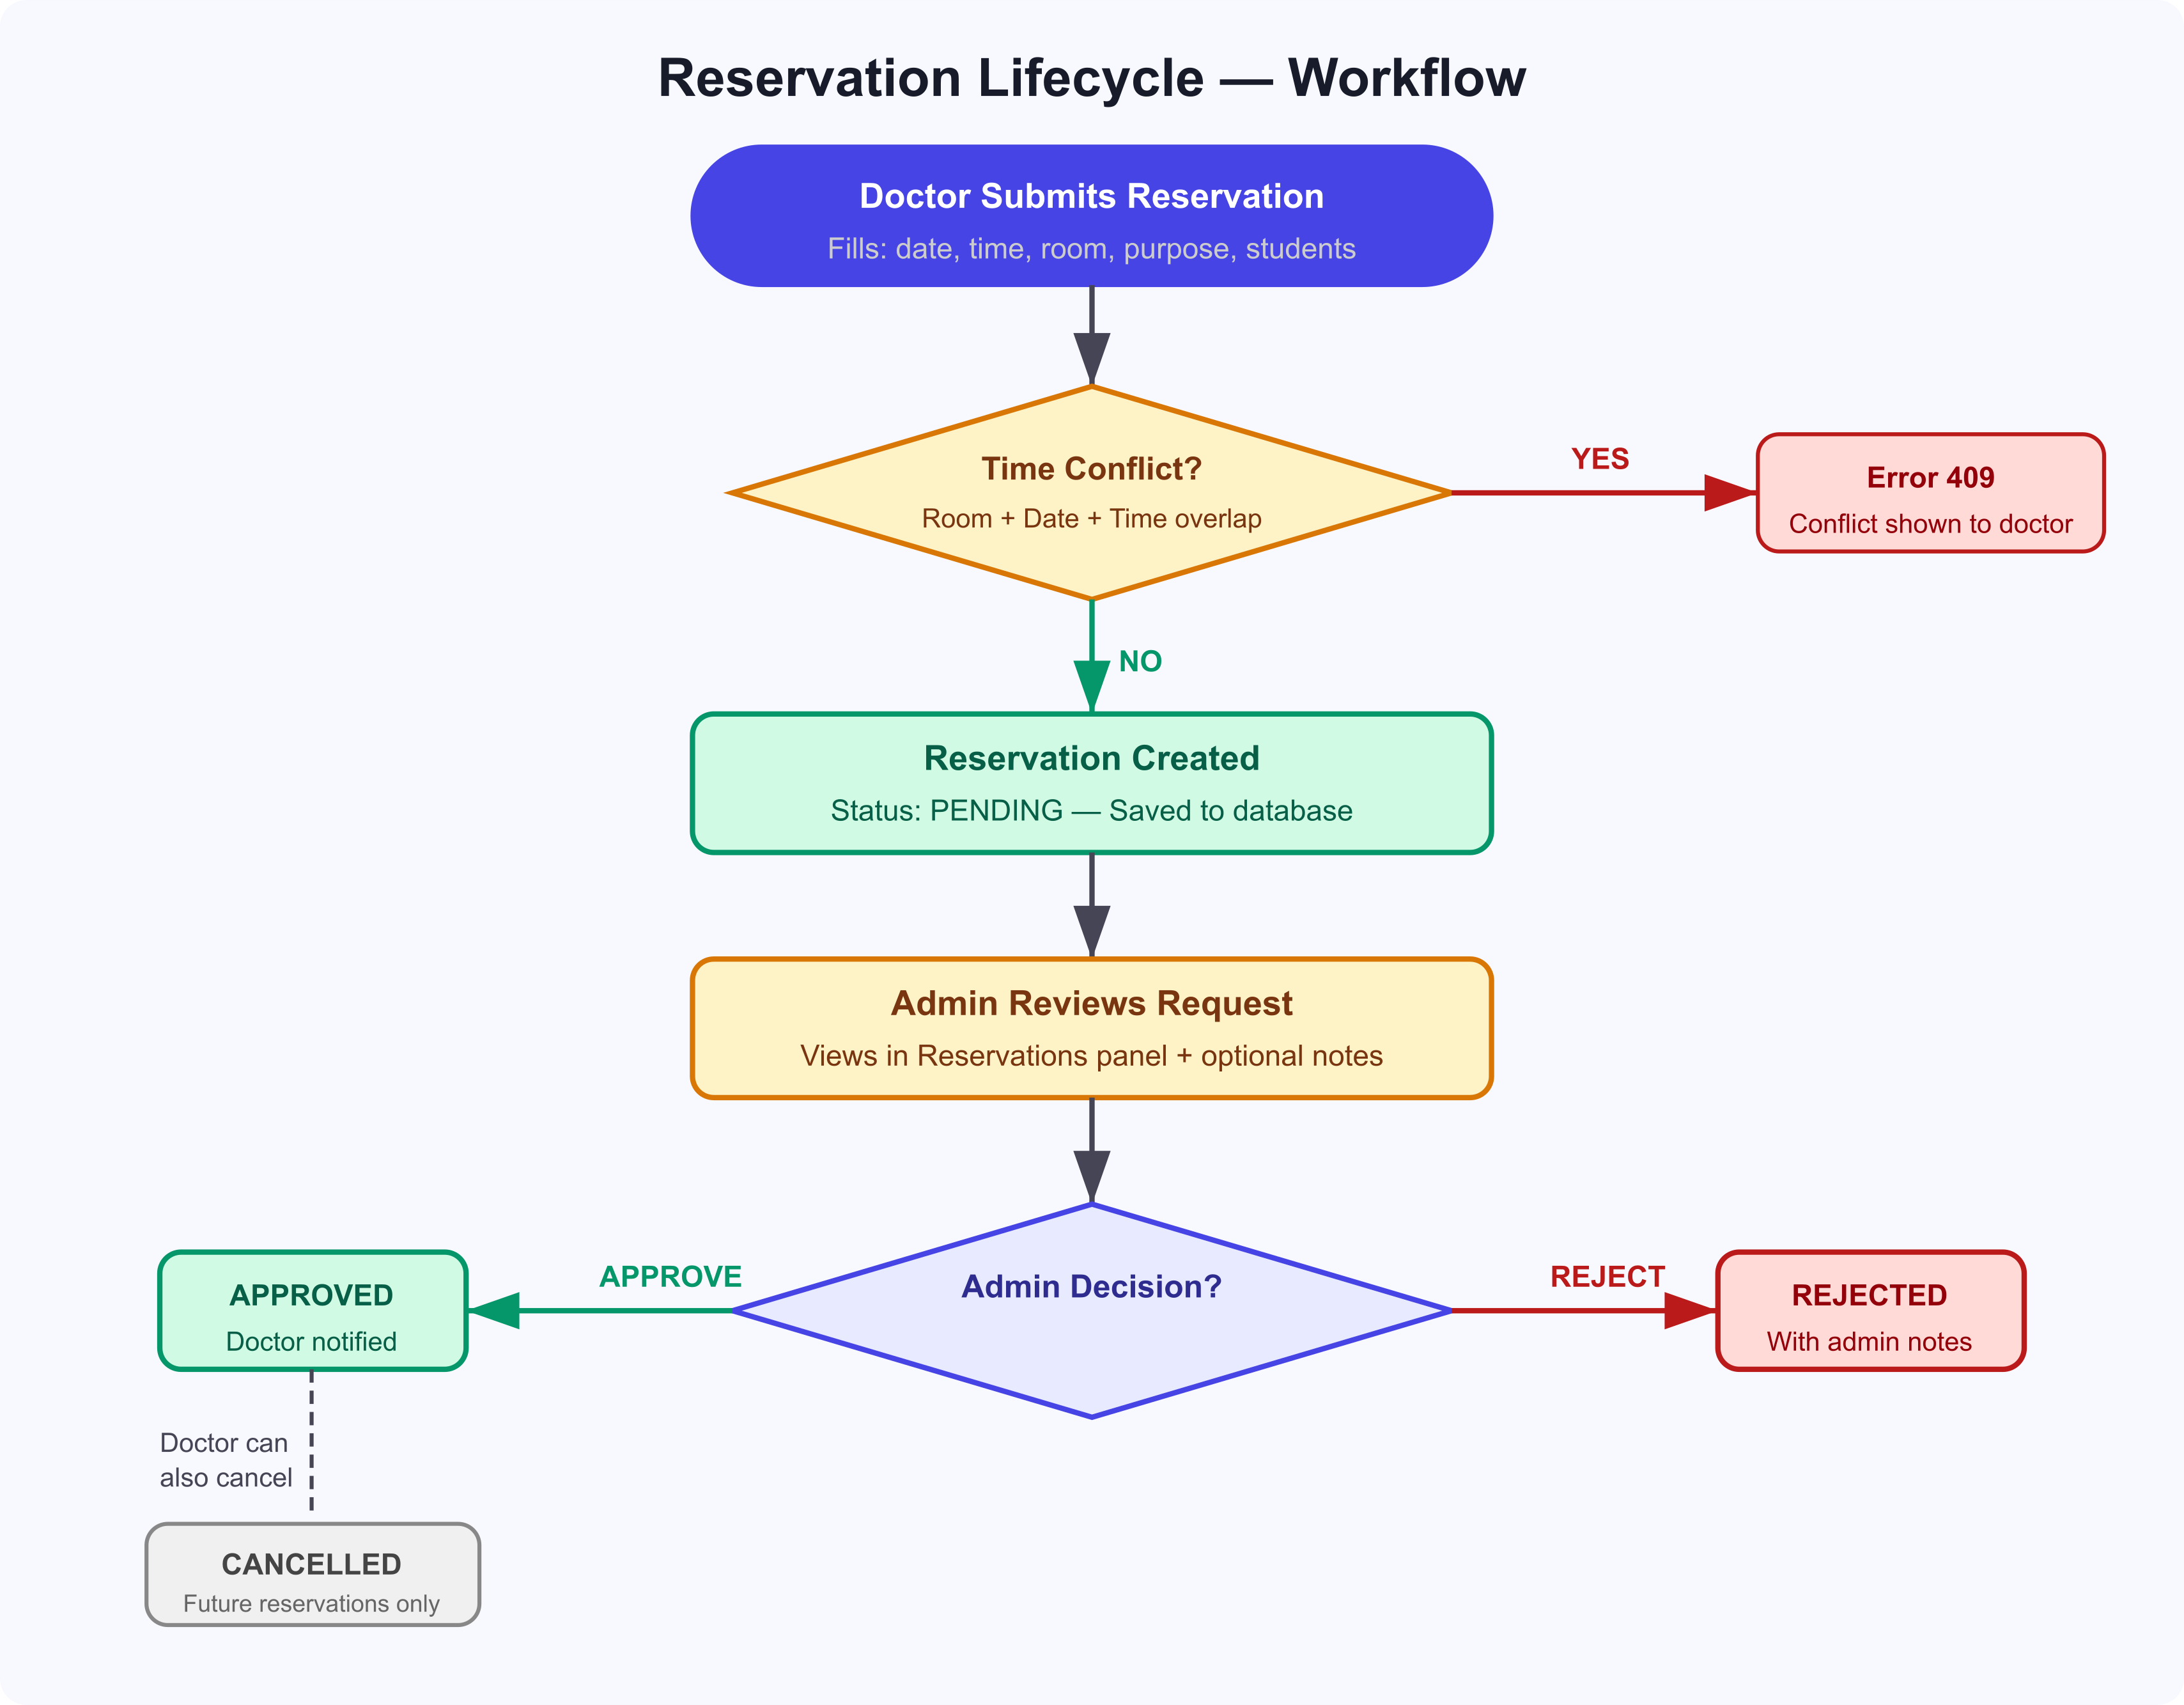 Reservation Lifecycle — Workflow
Doctor Submits Reservation
Fills: date, time, room, purpose, students
Time Conflict?
Room + Date + Time overlap
YES
Error 409
Conflict shown to doctor
NO
Reservation Created
Status: PENDING — Saved to database
Admin Reviews Request
Views in Reservations panel + optional notes
Admin Decision?
APPROVE
APPROVED
Doctor notified
REJECT
REJECTED
With admin notes
Doctor can
also cancel
CANCELLED
Future reservations only